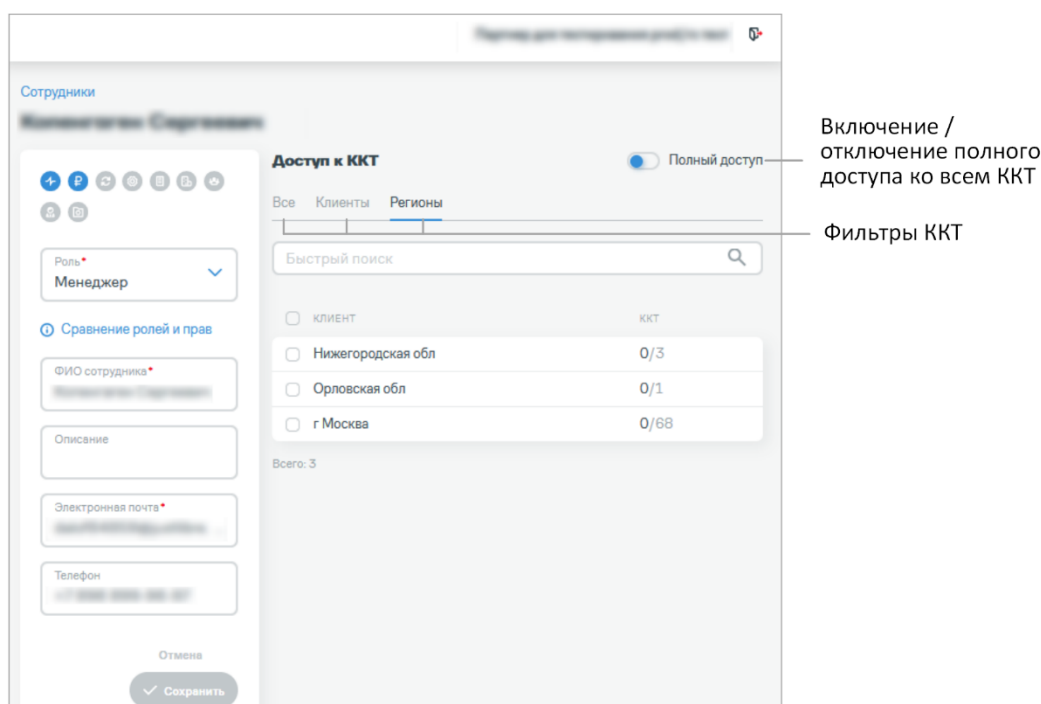 Сотрудники
Доступ к ККТ
Полный доступ
Включение /
отключение полного
доступа ко всем ККТ
Все Клиенты Регионы
Фильтры ККТ
Быстрый поиск
Роль*
Менеджер
Сравнение ролей и прав
ФИО сотрудника*
Описание
Электронная почта*
Телефон
Отмена
Сохранить
КЛИЕНТ ККТ
Нижегородская обл 0/3
Орловская обл 0/1
г Москва 0/68
Всего: 3